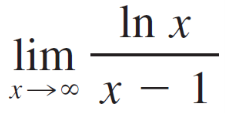 lim x→∞ ln x / x − 1